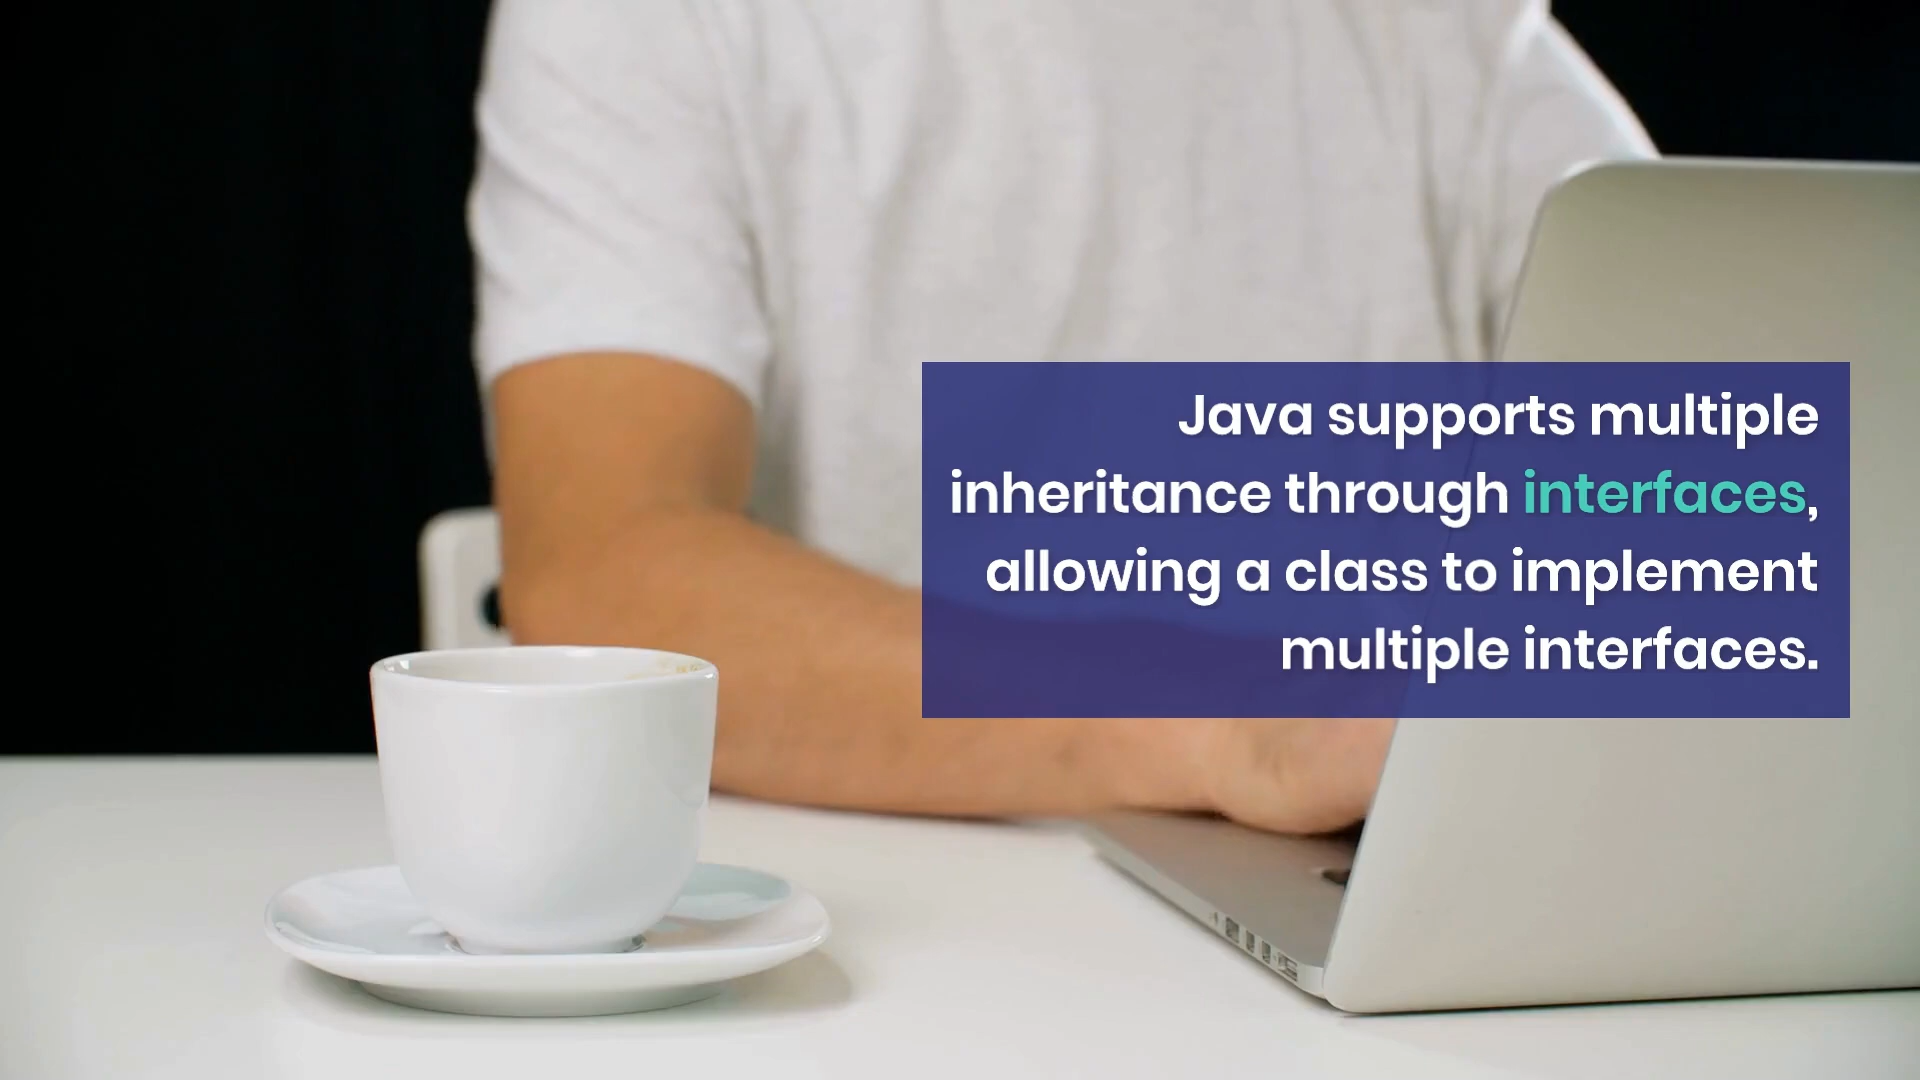 Java supports multiple
inheritance through interfaces,
allowing a class to implement
multiple interfaces.